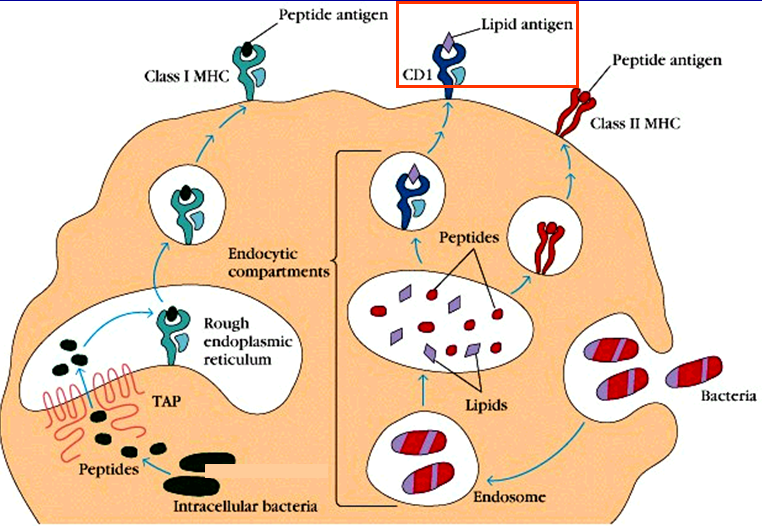 Peptide antigen
Lipid antigen
Class I MHC
CD1
Peptide antigen
Class II MHC
Endocytic
compartments
Peptides
Rough
endoplasmic
reticulum
TAP
Lipids
Bacteria
Peptides
Endosome
Intracellular bacteria